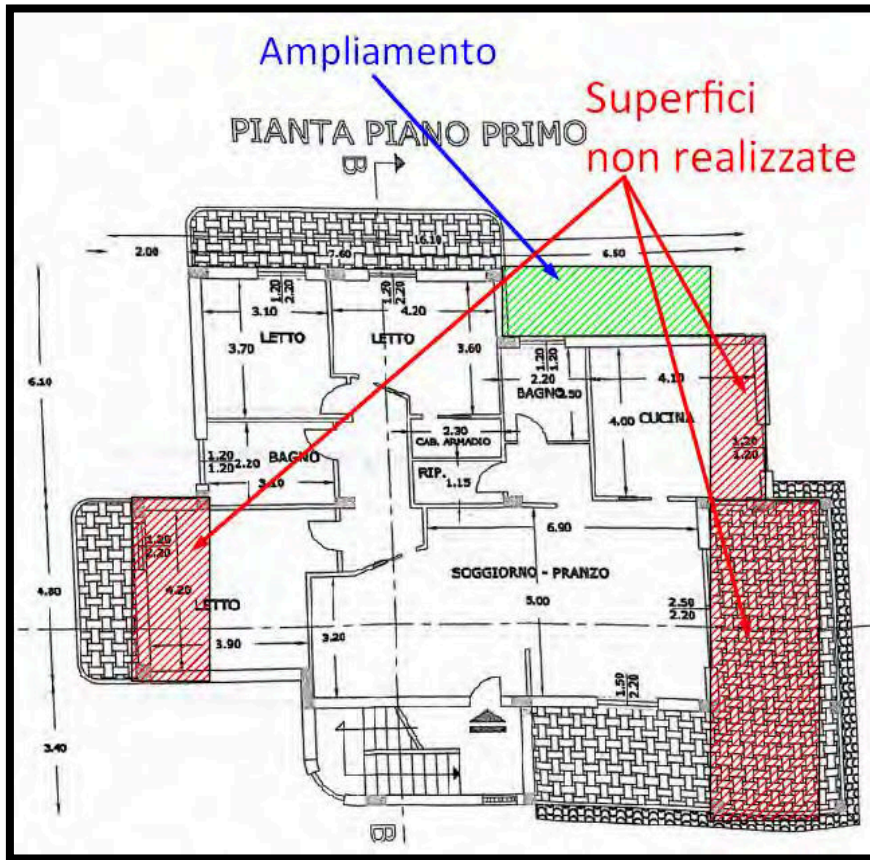 Ampliamento
Superfici
non realizzate
PIANTA PIANO PRIMO
B
16.10
2.00
7.60
6.50
1.20
2.20
1.20
2.20
3.10
4.20
LETTO
LETTO
3.70
3.60
1.20
1.20
2.20
4.10
BAGNO
2.50
6.10
4.00
CUCINA
2.30
CAB. ARMADIO
1.20
1.20
1.20
1.20
2.20
BAGNO
3.10
RIP.
1.15
6.90
1.20
2.20
SOGGIORNO - PRANZO
4.80
4.20
LETTO
5.00
2.50
2.20
3.90
3.20
1.50
2.20
3.40
B